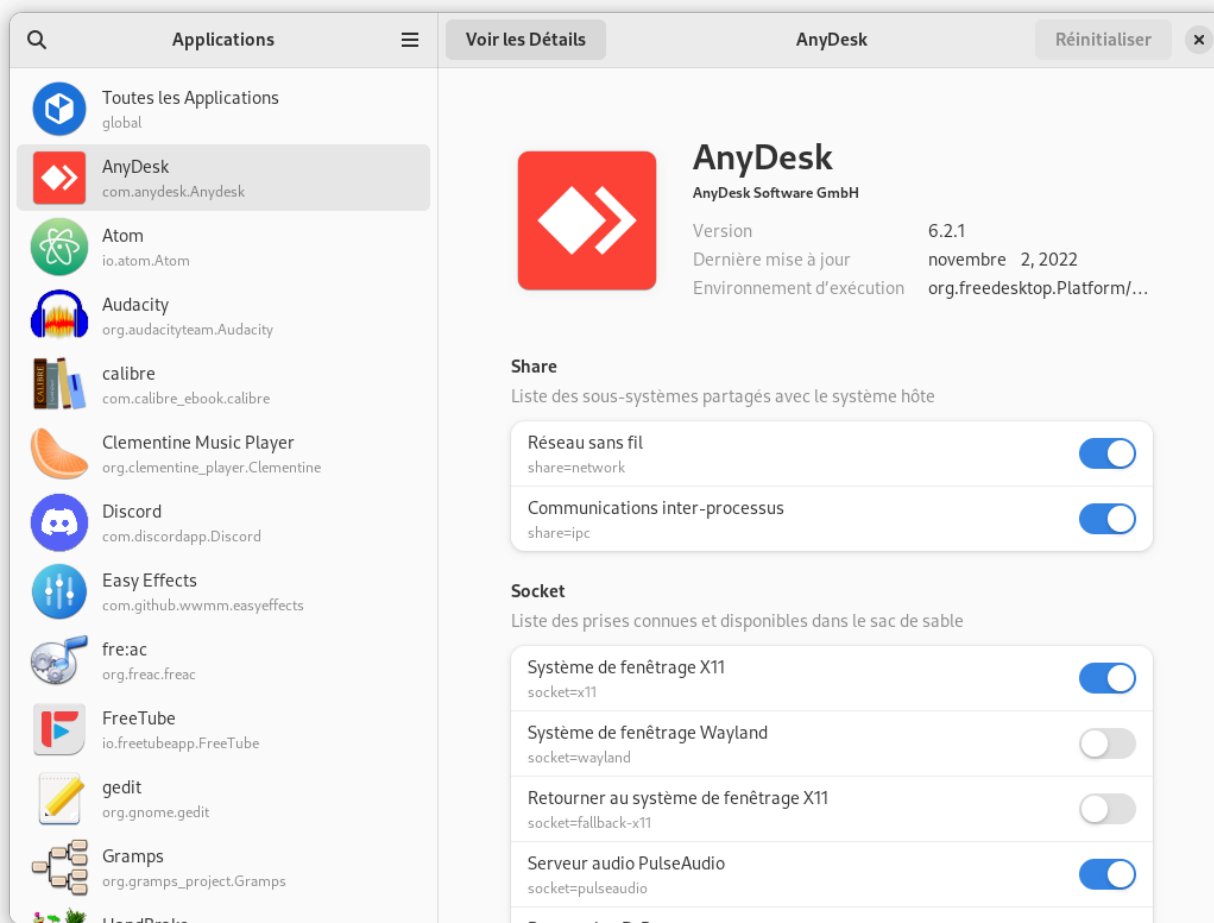 Applications
Voir les Détails
AnyDesk
Réinitialiser
Toutes les Applications
global
AnyDesk
com.anydesk.Anydesk
Atom
io.atom.Atom
Audacity
org.audacityteam.Audacity
CALIBRE
calibre
com.calibre_ebook.calibre
Clementine Music Player
org.clementine_player.Clementine
Discord
com.discordapp.Discord
Easy Effects
com.github.wwmm.easyeffects
fre:ac
org.freac.freac
FreeTube
io.freetubeapp.FreeTube
gedit
org.gnome.gedit
Gramps
org.gramps_project.Gramps
HandBrake
AnyDesk
AnyDesk Software GmbH
Version 6.2.1
Dernière mise à jour novembre 2, 2022
Environnement d’exécution org.freedesktop.Platform/…
Share
Liste des sous-systèmes partagés avec le système hôte
Réseau sans fil
share=network
Communications inter-processus
share=ipc
Socket
Liste des prises connues et disponibles dans le sac de sable
Système de fenêtrage X11
socket=x11
Système de fenêtrage Wayland
socket=wayland
Retourner au système de fenêtrage X11
socket=fallback-x11
Serveur audio PulseAudio
socket=pulseaudio